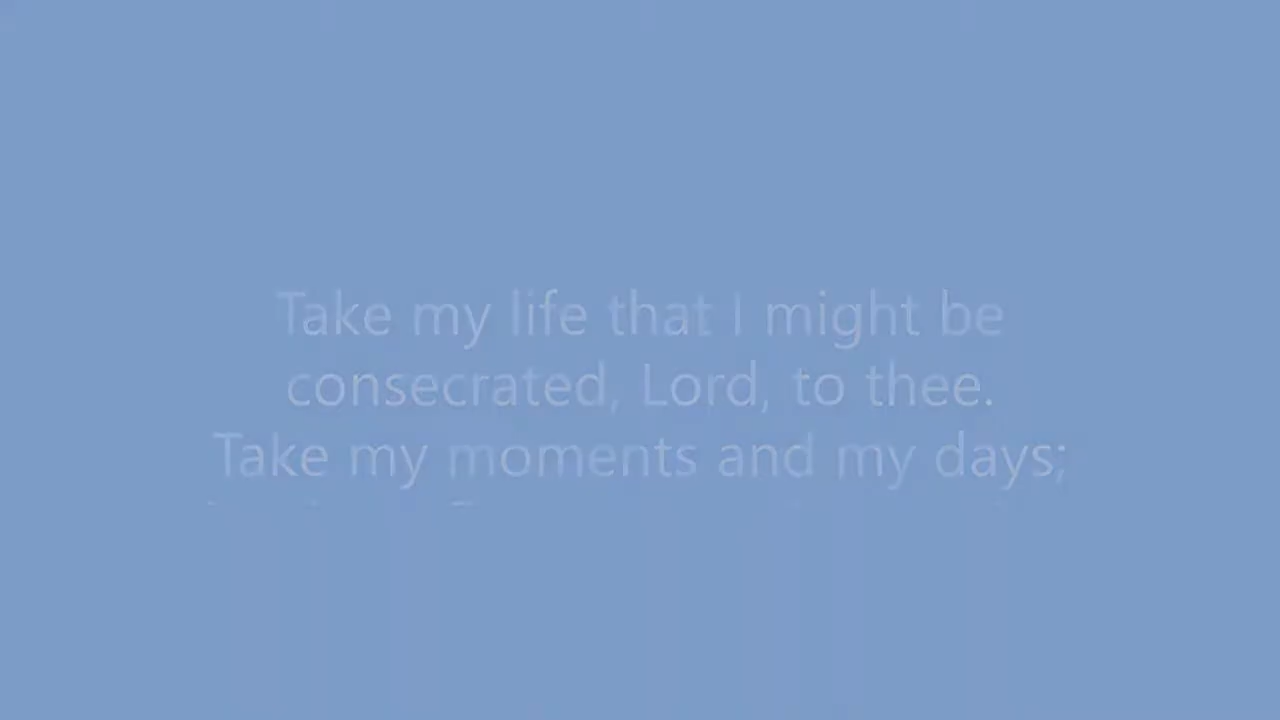 Take my life that I might be
consecrated, Lord, to thee.
Take my moments and my days;